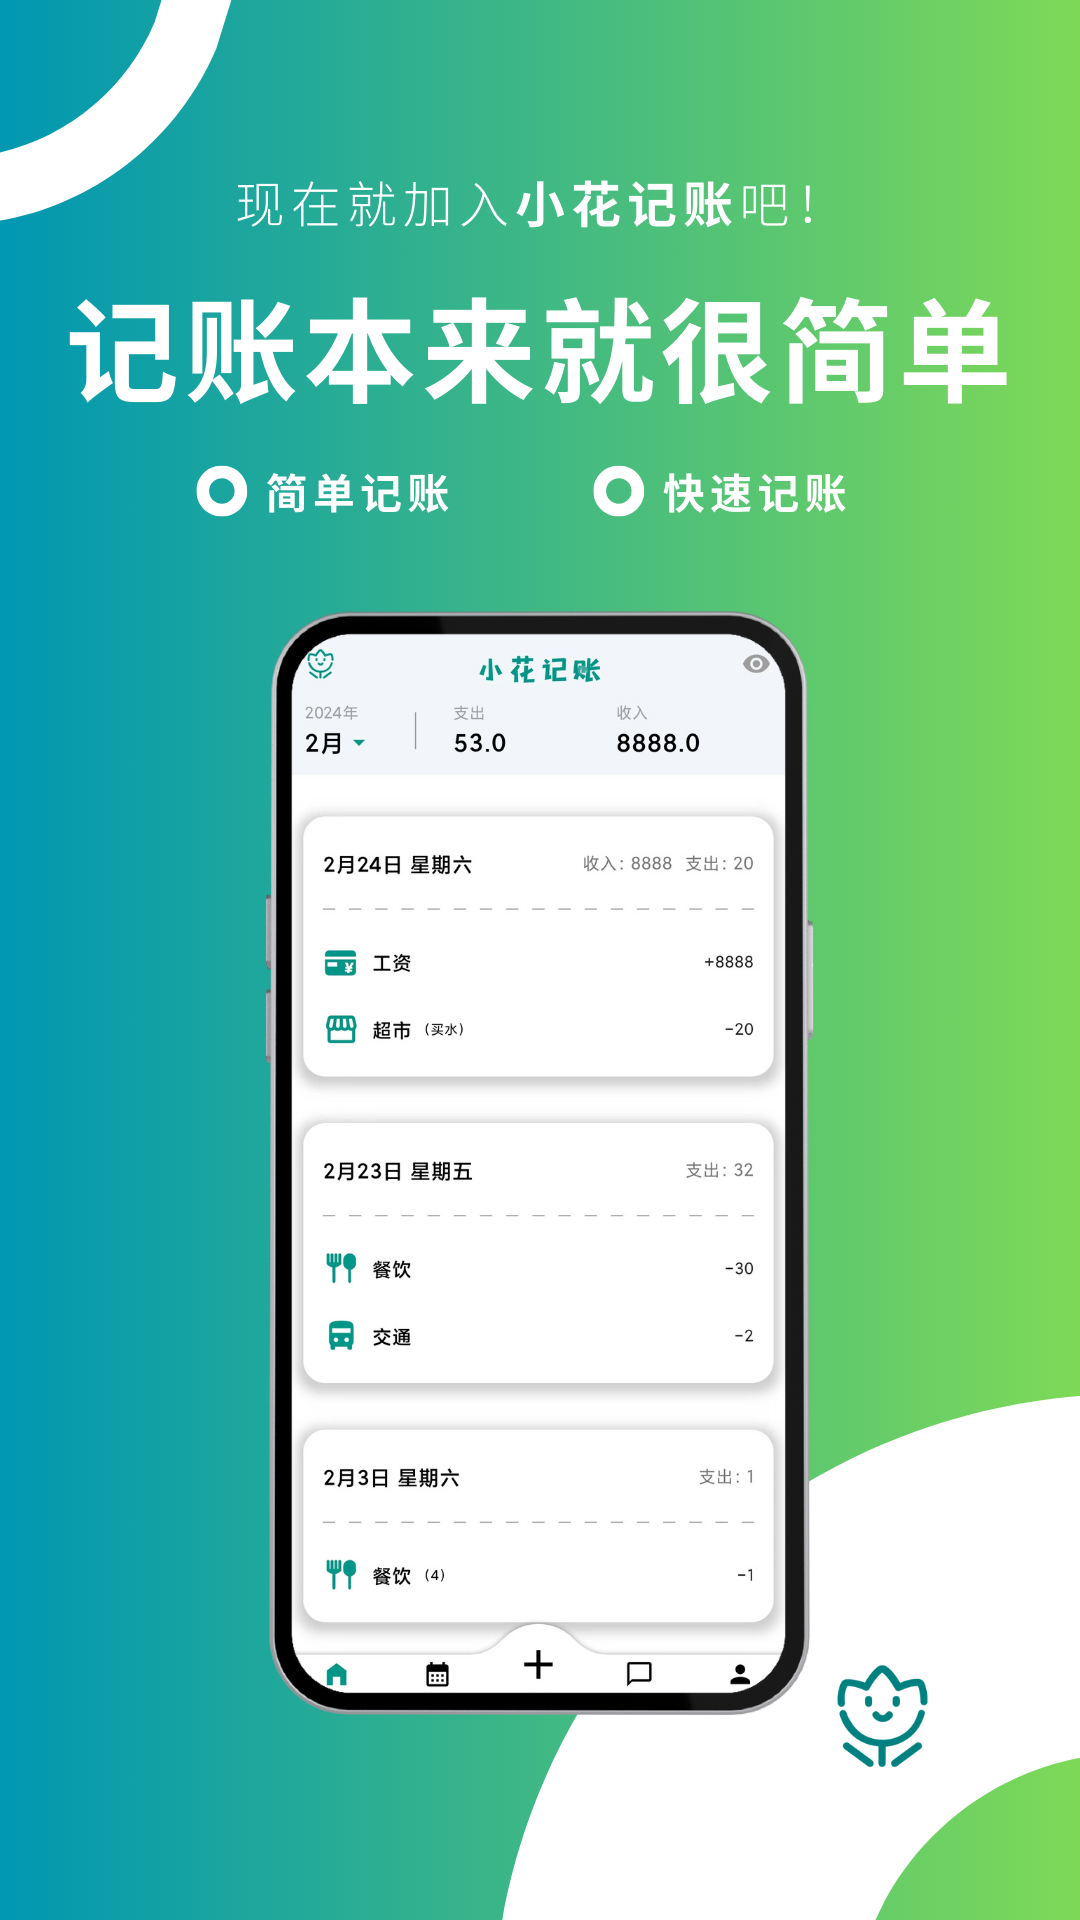 现在就加入小花记账吧！
记账本来就很简单
简单记账 快速记账
小花记账
2024年 支出 收入
2月 53.0 8888.0
2月24日 星期六 收入：8888 支出：20
工资 +8888
超市 （买水） -20
2月23日 星期五 支出：32
餐饮 -30
交通 -2
2月3日 星期六 支出：1
餐饮 （4） -1